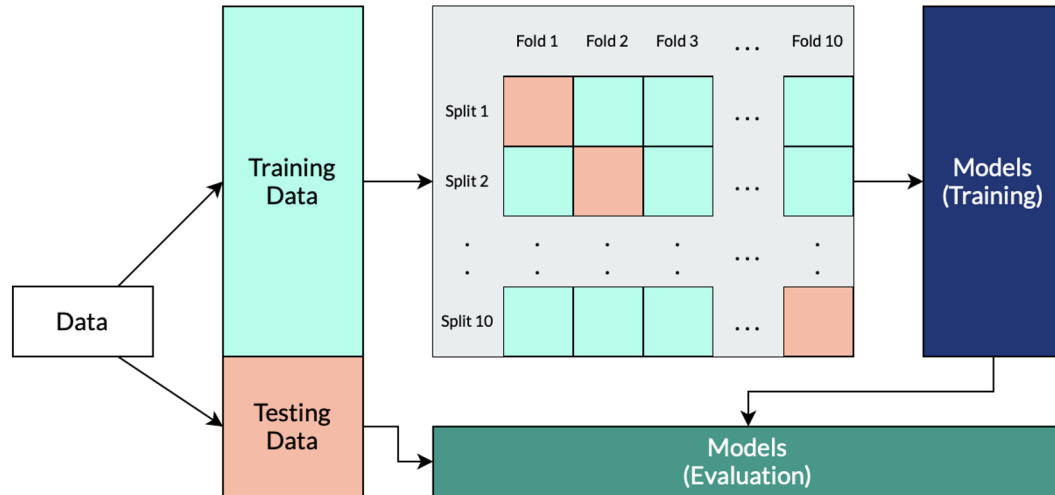 Fold 1 Fold 2 Fold 3 ... Fold 10
Split 1 ...
Training
Data
Models
(Training)
Split 2 ...
. . . . ... .
. . . . .
Data
Split 10 ...
Testing
Data
Models
(Evaluation)